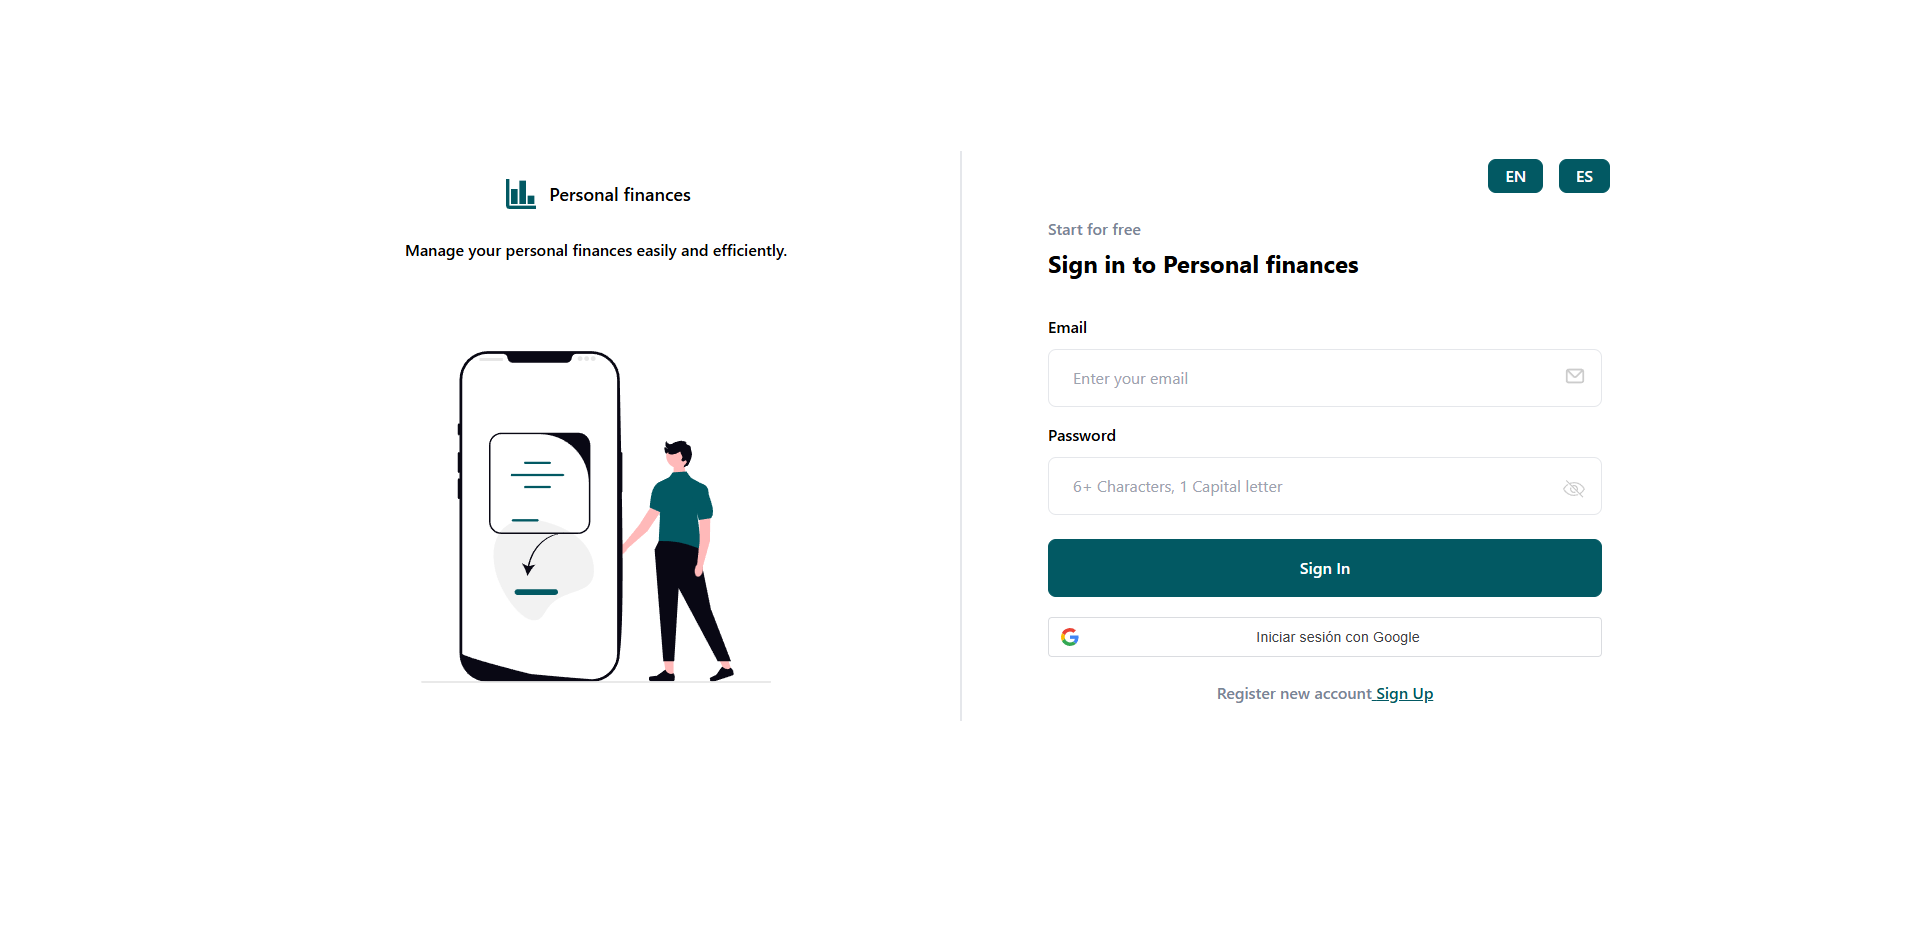 Personal finances
Manage your personal finances easily and efficiently.
EN
ES
Start for free
Sign in to Personal finances
Email
Enter your email
Password
6+ Characters, 1 Capital letter
Sign In
Iniciar sesión con Google
Register new account Sign Up